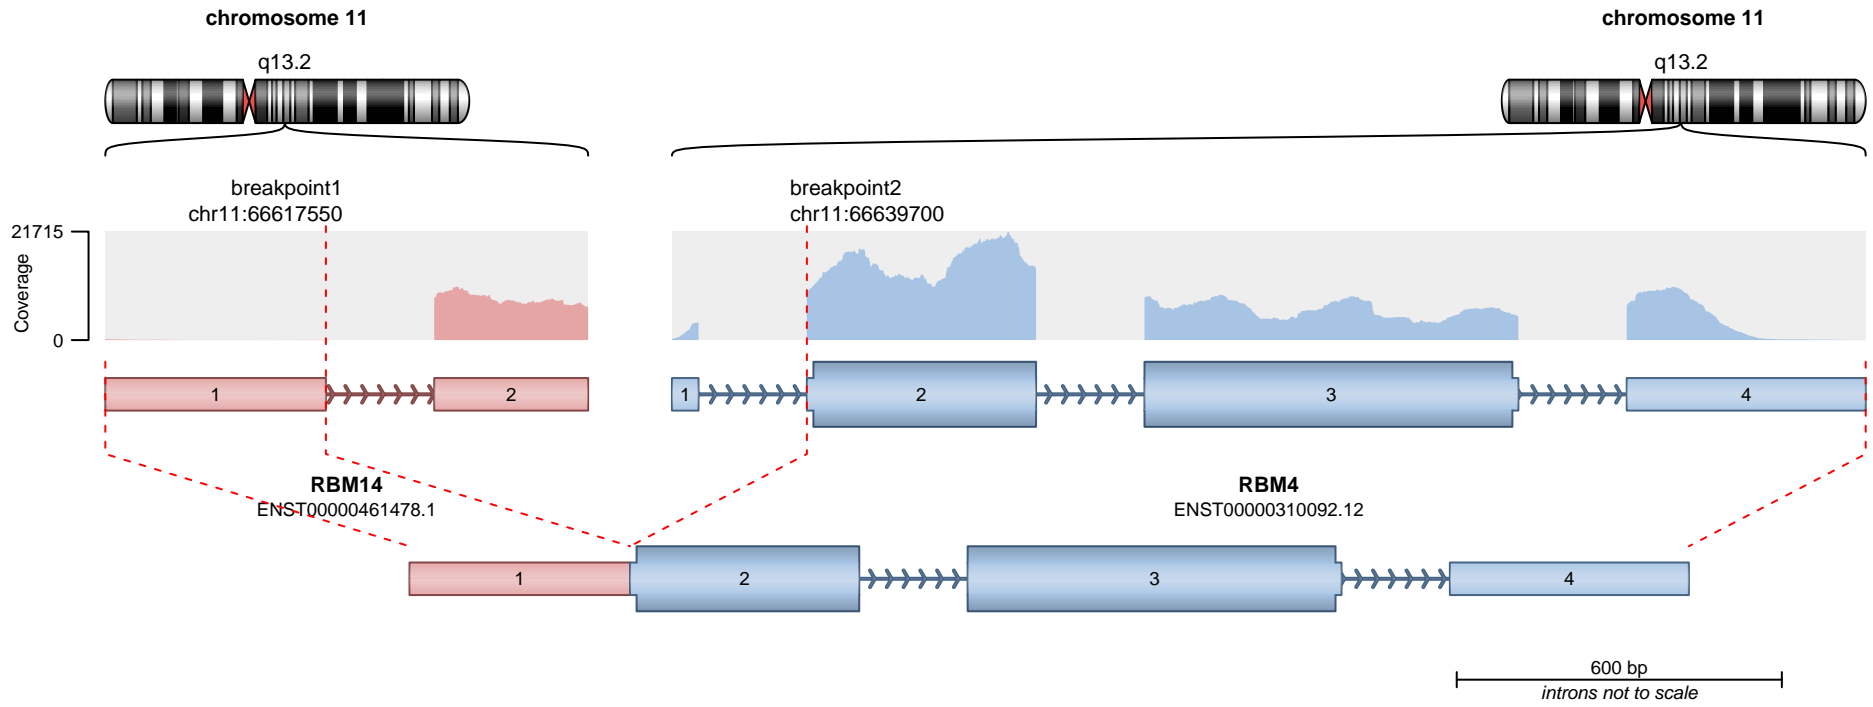 chromosome 11
chromosome 11
q13.2
q13.2
breakpoint1
chr11:66617550
breakpoint2
chr11:66639700
21715
Coverage
0
1
2
1
2
3
4
RBM14
ENST00000461478.1
RBM4
ENST00000310092.12
1
2
3
4
600 bp
introns not to scale